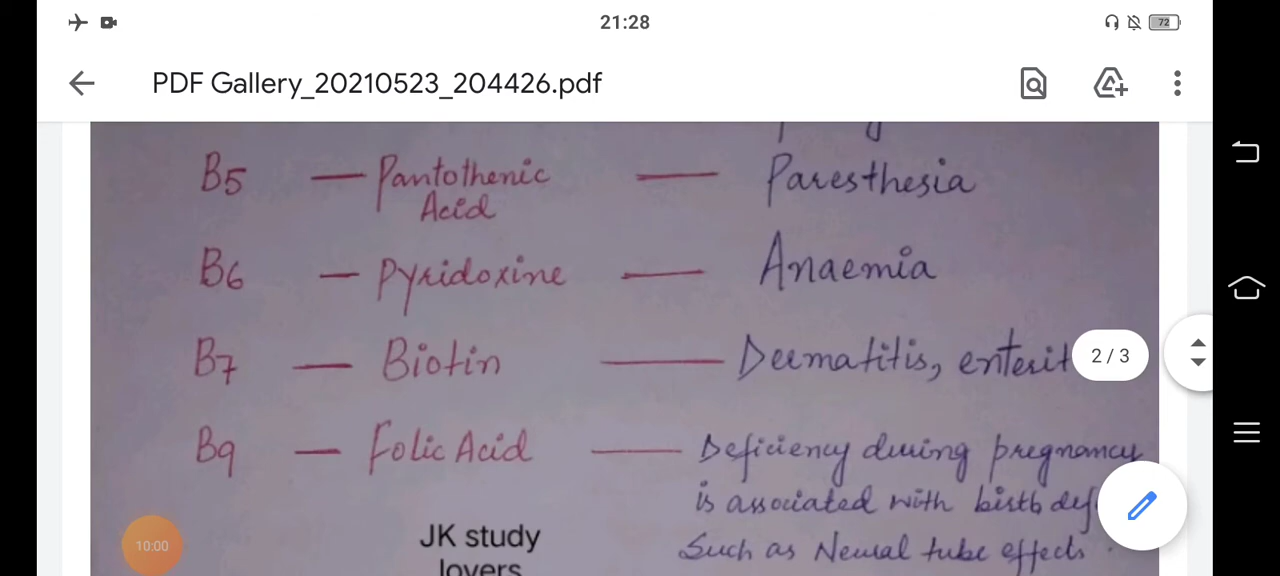 21:28
72
PDF Gallery_20210523_204426.pdf
B5 — Pantothenic — Paresthesia
Acid
B6 — Pyridoxine — Anaemia
B7 — Biotin — Dermatitis, enterit
2 / 3
B9 — Folic Acid — Deficiency during pregnancy
is associated with birth def
Such as Neural tube effects.
10:00
JK study
lovers